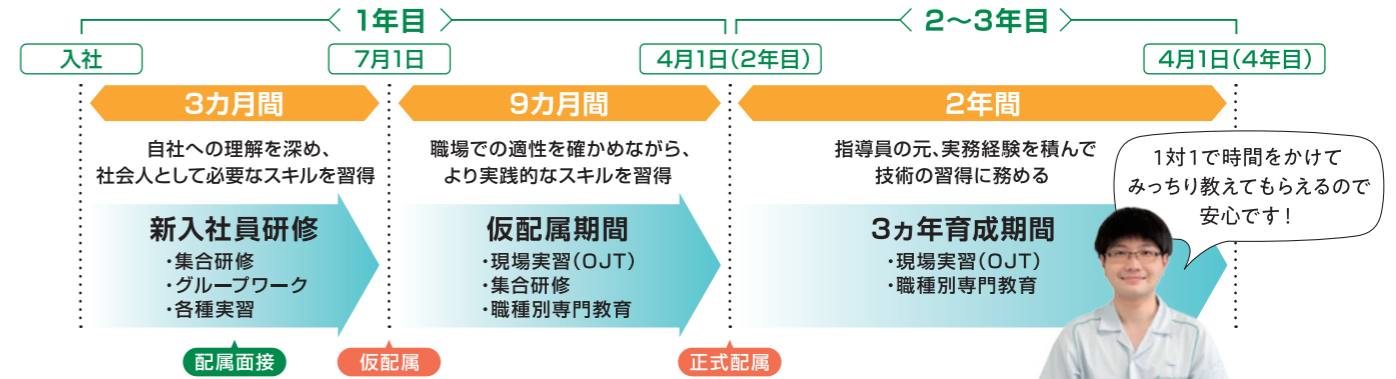 1年目
2〜3年目
入社
7月1日
4月1日(2年目)
4月1日(4年目)
3カ月間
9カ月間
2年間
自社への理解を深め、
社会人として必要なスキルを習得
職場での適性を確かめながら、
より実践的なスキルを習得
指導員の元、実務経験を積んで
技術の習得に務める
1対1で時間をかけて
みっちり教えてもらえるので
安心です!
新入社員研修
・集合研修
・グループワーク
・各種実習
仮配属期間
・現場実習(OJT)
・集合研修
・職種別専門教育
3ヵ年育成期間
・現場実習(OJT)
・職種別専門教育
配属面接
仮配属
正式配属